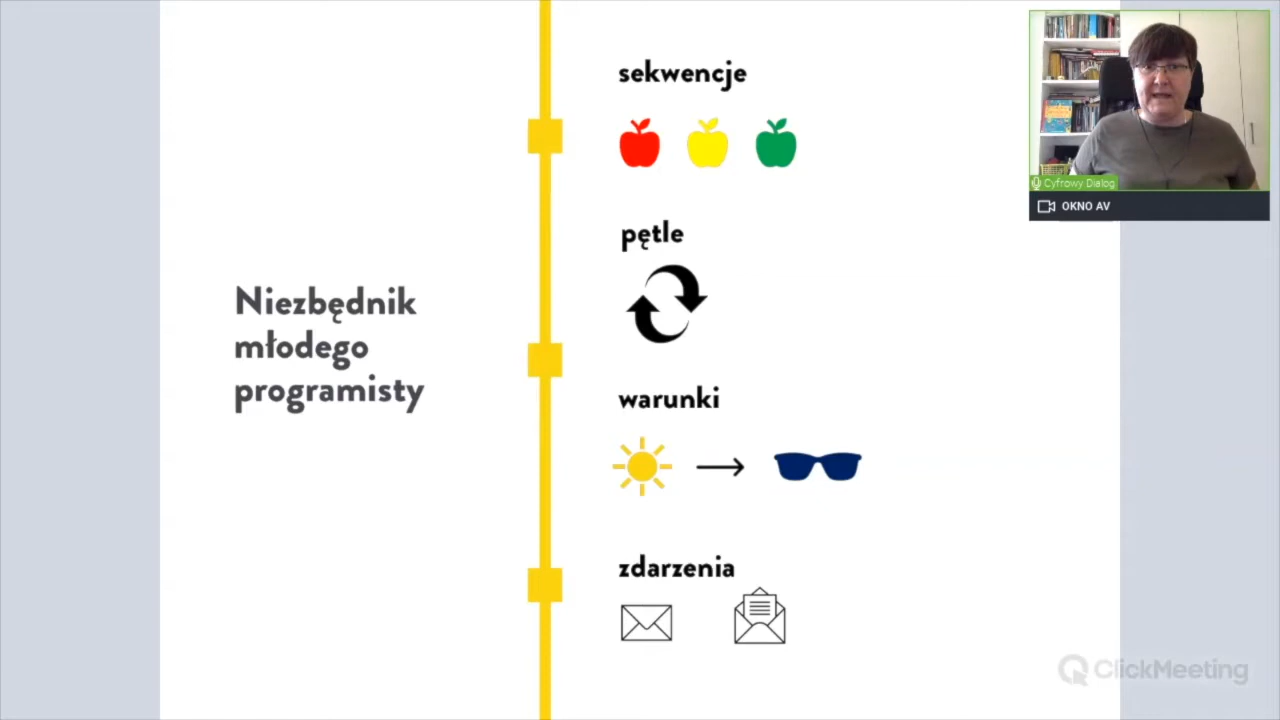 Niezbędnik
młodego
programisty
sekwencje
pętle
warunki
zdarzenia
Cyfrowy Dialog
OKNO AV
ClickMeeting